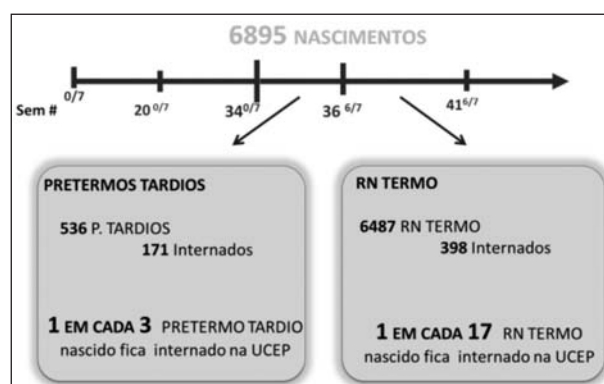 6895 NASCIMENTOS
Sem # 0/7 20 0/7 34 0/7 36 6/7 41 6/7
PRETERMOS TARDIOS
536 P. TARDIOS
171 Internados
1 EM CADA 3 PRETERMO TARDIO
nascido fica internado na UCEP
RN TERMO
6487 RN TERMO
398 Internados
1 EM CADA 17 RN TERMO
nascido fica internado na UCEP